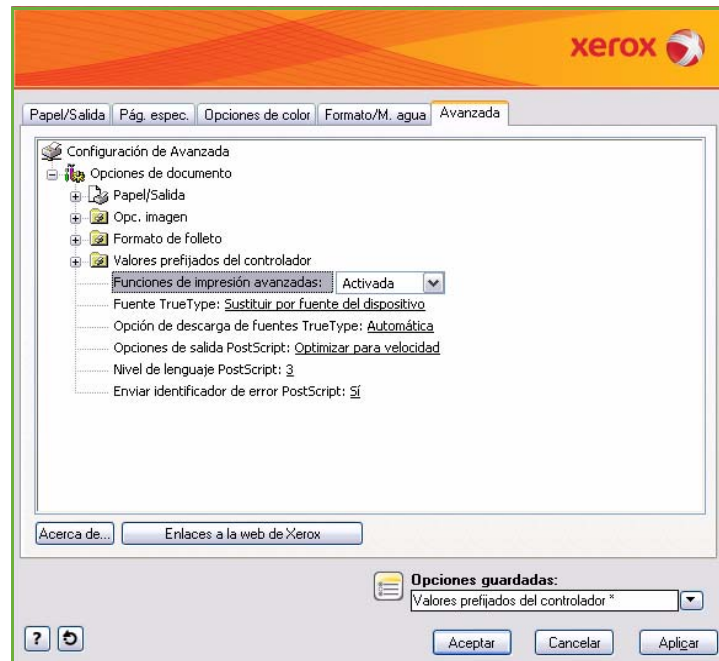 xerox
Papel/Salida Pág. espec. Opciones de color Formato/M. agua Avanzada
Configuración de Avanzada
Opciones de documento
Papel/Salida
Opc. imagen
Formato de folleto
Valores prefijados del controlador
Funciones de impresión avanzadas: Activada
Fuente TrueType: Sustituir por fuente del dispositivo
Opción de descarga de fuentes TrueType: Automática
Opciones de salida PostScript: Optimizar para velocidad
Nivel de lenguaje PostScript: 3
Enviar identificador de error PostScript: Sí
Acerca de... Enlaces a la web de Xerox
Opciones guardadas:
Valores prefijados del controlador *
? Aceptar Cancelar Aplicar